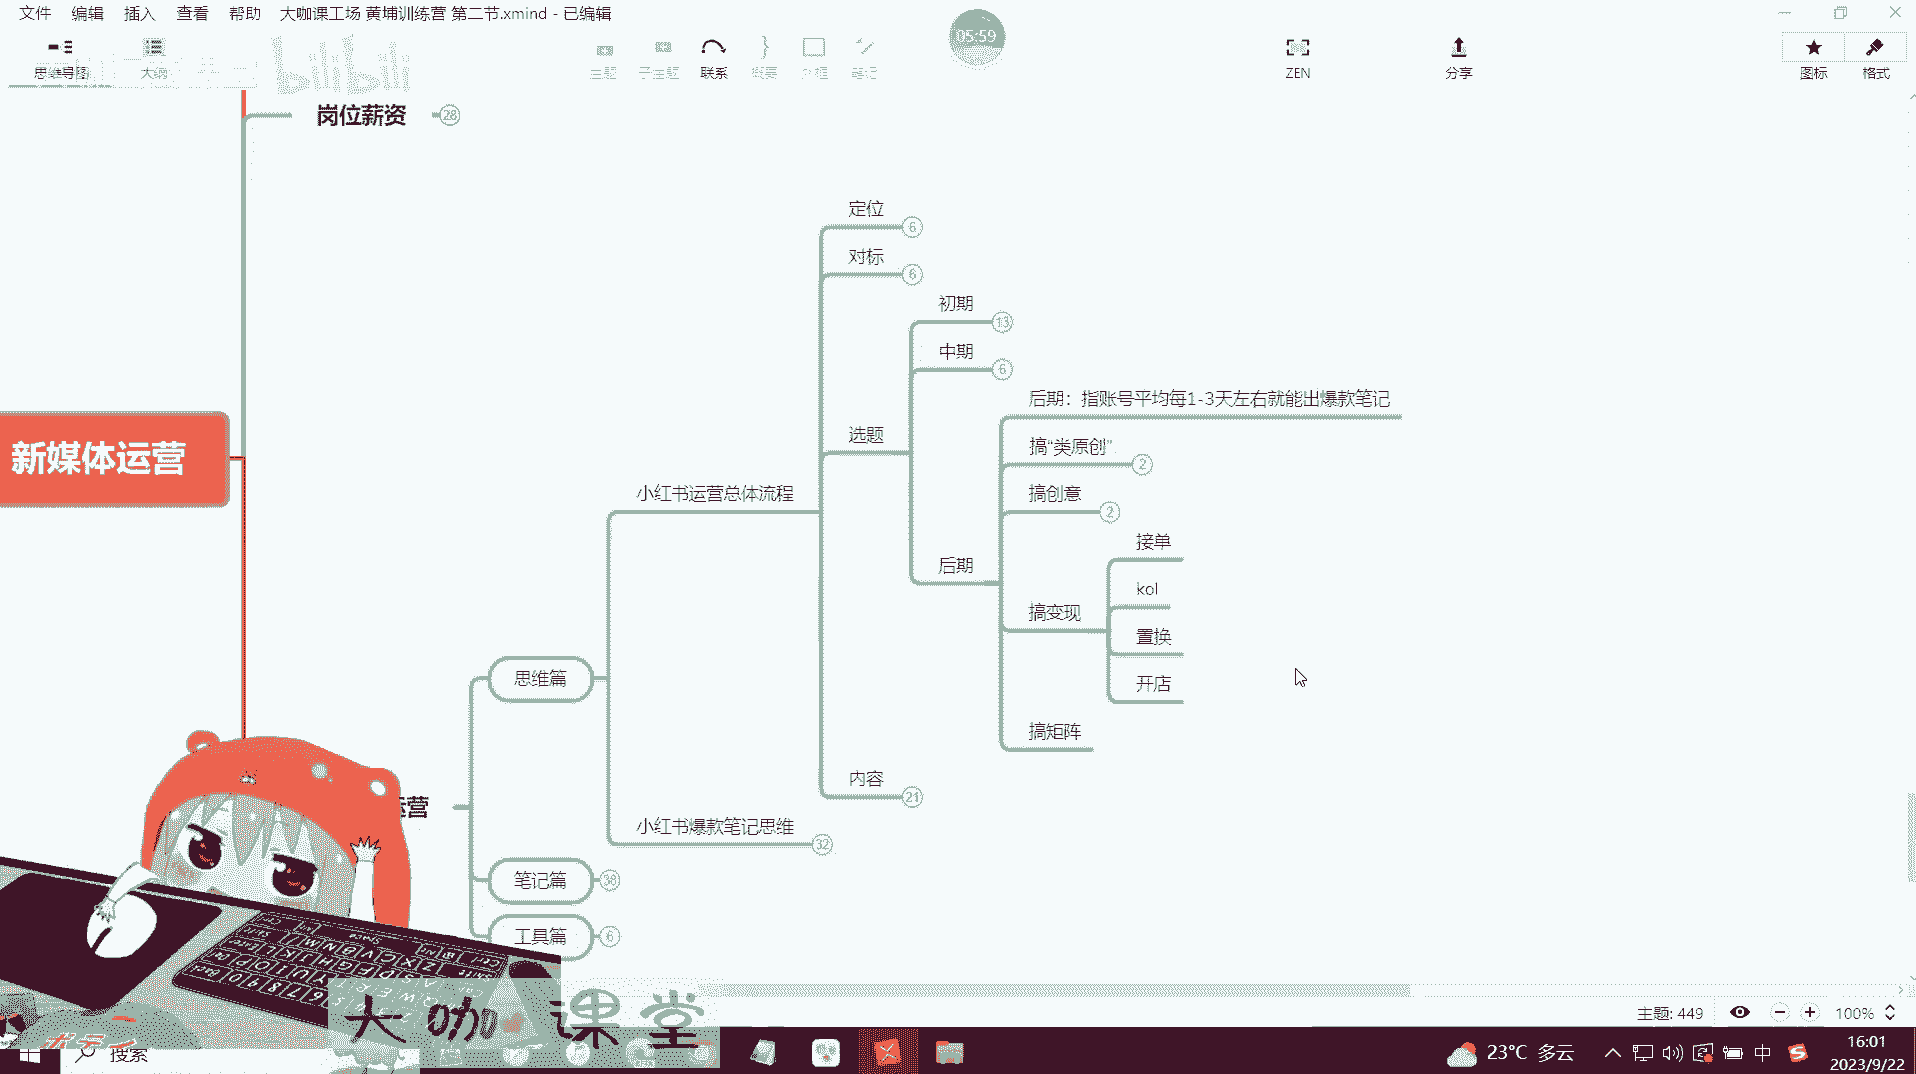 文件 编辑 插入 查看 帮助 大咖课工场 黄埔训练营 第二节.xmind - 已编辑
思维导图 大纲 bilibili 主题 子主题 联系 概要 外框 笔记 05:59 ZEN 分享 图标 格式
岗位薪资 28
定位 6
对标 6
初期 13
中期 6
后期：指账号平均每1-3天左右就能出爆款笔记
选题
搞“类原创” 2
新媒体运营
小红书运营总体流程
搞创意 2
接单
后期
kol
搞变现
置换
思维篇
开店
搞矩阵
内容 21
运营
小红书爆款笔记思维 32
笔记篇
工具篇 6
大咖课堂
主题: 449 100%
搜索
23°C 多云 中
16:01
2023/9/22